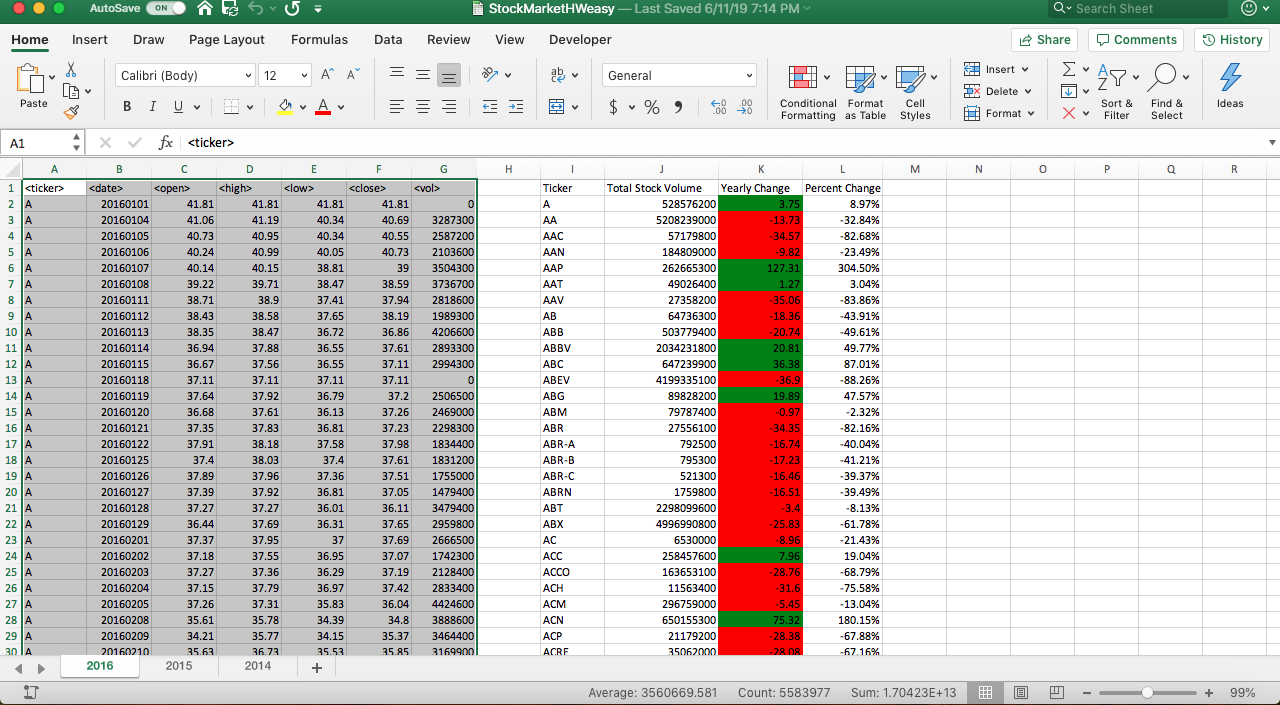 AutoSave ON StockMarketHWeasy — Last Saved 6/11/19 7:14 PM Search Sheet
Home Insert Draw Page Layout Formulas Data Review View Developer Share Comments History
Paste Calibri (Body) 12 A^ A˅ ab General Conditional Formatting Format as Table Cell Styles Insert Delete Format Sort & Filter Find & Select Ideas
B I U A $ % 9 .00 .00
A1 fx <ticker>
A B C D E F G H I J K L M N O P Q R
1 <ticker> <date> <open> <high> <low> <close> <vol> Ticker Total Stock Volume Yearly Change Percent Change
2 A 20160101 41.81 41.81 41.81 41.81 0 A 528576200 3.75 8.97%
3 A 20160104 41.06 41.19 40.34 40.69 3287300 AA 5208239000 -13.73 -32.84%
4 A 20160105 40.73 40.95 40.34 40.55 2587200 AAC 57179800 -34.57 -82.68%
5 A 20160106 40.24 40.99 40.05 40.73 2103600 AAN 184809000 -9.82 -23.49%
6 A 20160107 40.14 40.15 38.81 39 3504300 AAP 262665300 127.31 304.50%
7 A 20160108 39.22 39.71 38.47 38.59 3736700 AAT 49026400 1.27 3.04%
8 A 20160111 38.71 38.9 37.41 37.94 2818600 AAV 27358200 -35.06 -83.86%
9 A 20160112 38.43 38.58 37.65 38.19 1989300 AB 64736300 -18.36 -43.91%
10 A 20160113 38.35 38.47 36.72 36.86 4206600 ABB 503779400 -20.74 -49.61%
11 A 20160114 36.94 37.88 36.55 37.61 2893300 ABBV 2034231800 20.81 49.77%
12 A 20160115 36.67 37.56 36.55 37.11 2994300 ABC 647239900 36.38 87.01%
13 A 20160118 37.11 37.11 37.11 37.11 0 ABEV 4199335100 -36.9 -88.26%
14 A 20160119 37.64 37.92 36.79 37.2 2506500 ABG 89828200 19.89 47.57%
15 A 20160120 36.68 37.61 36.13 37.26 2469000 ABM 79787400 -0.97 -2.32%
16 A 20160121 37.35 37.83 36.81 37.23 2298300 ABR 27556100 -34.35 -82.16%
17 A 20160122 37.91 38.18 37.58 37.98 1834400 ABR-A 792500 -16.74 -40.04%
18 A 20160125 37.4 38.03 37.4 37.61 1831200 ABR-B 795300 -17.23 -41.21%
19 A 20160126 37.89 37.96 37.36 37.51 1755000 ABR-C 521300 -16.46 -39.37%
20 A 20160127 37.39 37.92 36.81 37.05 1479400 ABRN 1759800 -16.51 -39.49%
21 A 20160128 37.27 37.27 36.01 36.11 3479400 ABT 2298099600 -3.4 -8.13%
22 A 20160129 36.44 37.69 36.31 37.65 2959800 ABX 4996990800 -25.83 -61.78%
23 A 20160201 37.37 37.95 37 37.69 2666500 AC 6530000 -8.96 -21.43%
24 A 20160202 37.18 37.55 36.95 37.07 1742300 ACC 258457600 7.96 19.04%
25 A 20160203 37.27 37.36 36.29 37.19 2128400 ACCO 163653100 -28.76 -68.79%
26 A 20160204 37.15 37.79 36.97 37.42 2833400 ACH 11563400 -31.6 -75.58%
27 A 20160205 37.26 37.31 35.83 36.04 4424600 ACM 296759000 -5.45 -13.04%
28 A 20160208 35.61 35.78 34.39 34.8 3888600 ACN 650155300 75.32 180.15%
29 A 20160209 34.21 35.77 34.15 35.37 3464400 ACP 21179200 -28.38 -67.88%
30 A 20160210 35.63 36.73 35.53 35.85 3169900 ACRE 35062000 -28.08 -67.16%
2016 2015 2014 +
Average: 3560669.581 Count: 5583977 Sum: 1.70423E+13 99%